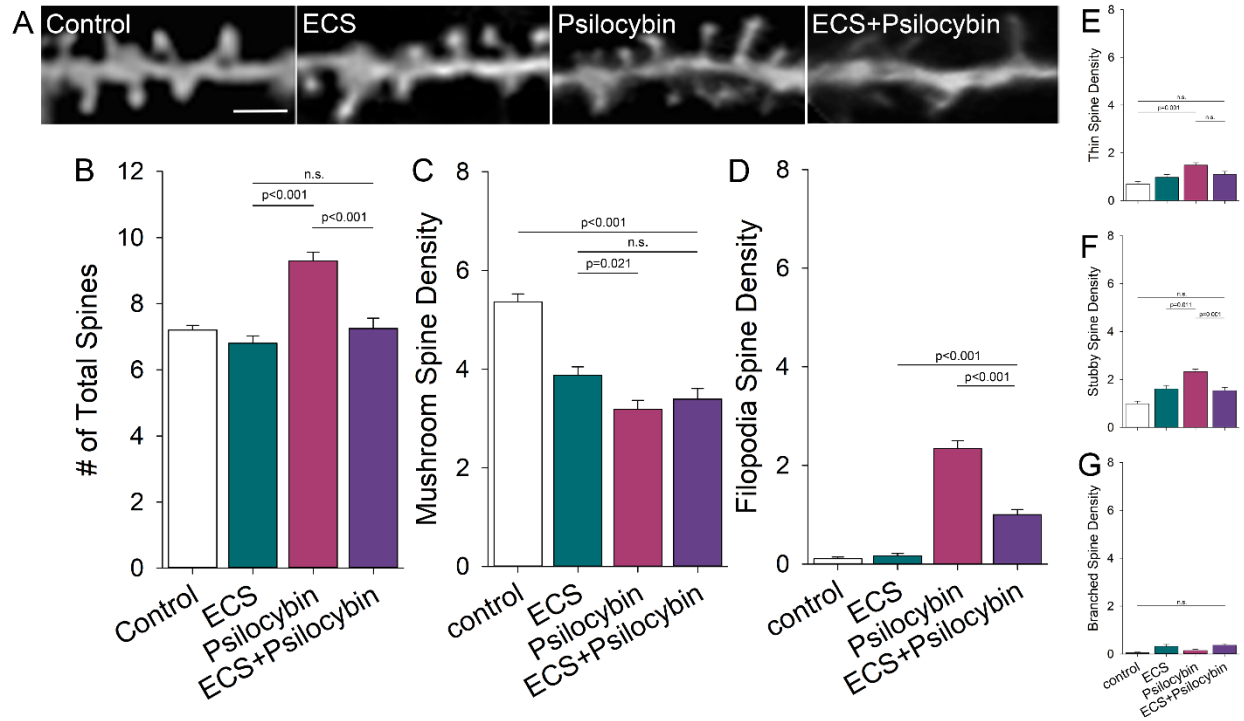 A
Control
ECS
Psilocybin
ECS+Psilocybin
B
# of Total Spines
12
10
8
6
4
2
0
n.s.
p<0.001
p<0.001
Control
ECS
Psilocybin
ECS+Psilocybin
C
Mushroom Spine Density
8
6
4
2
0
p<0.001
n.s.
p=0.021
control
ECS
Psilocybin
ECS+Psilocybin
D
Filopodia Spine Density
8
6
4
2
0
p<0.001
p<0.001
Control
ECS
Psilocybin
ECS+Psilocybin
E
Thin Spine Density
8
6
4
2
0
n.s.
n.s.
F
Stubby Spine Density
8
6
4
2
0
n.s.
p=0.011
p=0.001
G
Branched Spine Density
8
6
4
2
0
n.s.
control
ECS
Psilocybin
ECS+Psilocybin